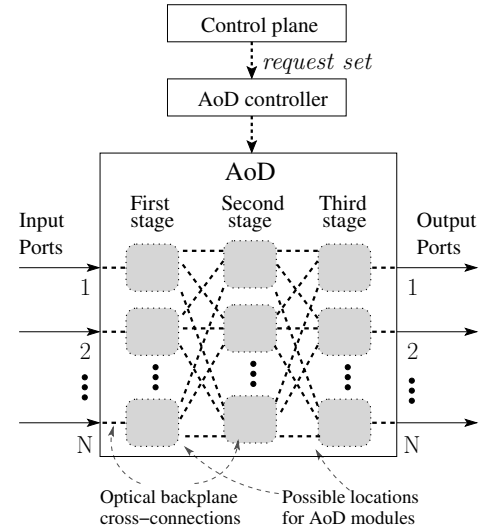 Control plane
request set
AoD controller
AoD
First stage
Second stage
Third stage
Input Ports
Output Ports
1
1
2
2
N
N
Optical backplane cross-connections
Possible locations for AoD modules